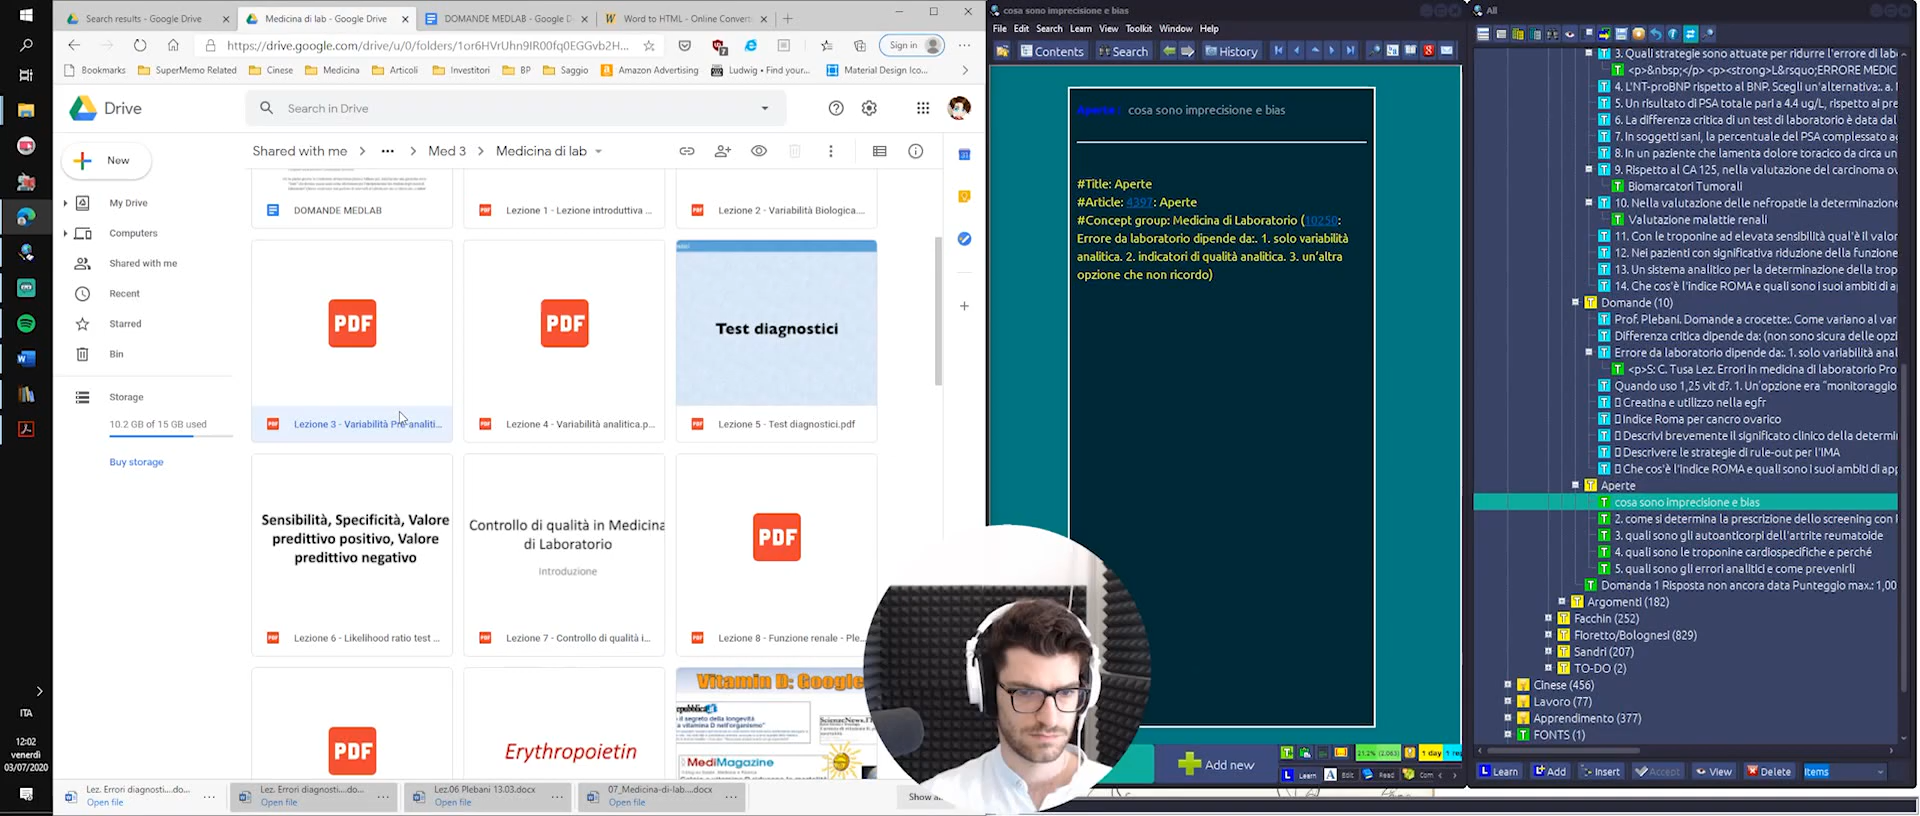 Search results - Google Drive
Medicina di lab - Google Drive
DOMANDE MEDLAB - Google D
Word to HTML - Online Convert
https://drive.google.com/drive/u/0/folders/1or6HVrUhn9IR00fq0EGGvb2H...
Sign in
Bookmarks
SuperMemo Related
Cinese
Medicina
Articoli
Investitori
BP
Saggio
Amazon Advertising
Ludwig • Find your...
Material Design Ico...
Drive
Search in Drive
New
Shared with me
Med 3
Medicina di lab
My Drive
Computers
Shared with me
Recent
Starred
Bin
Storage
10.2 GB of 15 GB used
Buy storage
DOMANDE MEDLAB
Lezione 1 - Lezione introduttiva ...
Lezione 2 - Variabilità Biologica....
PDF
PDF
Test diagnostici
Lezione 3 - Variabilità Pre-analiti...
Lezione 4 - Variabilità analitica.p...
Lezione 5 - Test diagnostici.pdf
Sensibilità, Specificità, Valore
predittivo positivo, Valore
predittivo negativo
Controllo di qualità in Medicina
di Laboratorio
Introduzione
PDF
Lezione 6 - Likelihood ratio test ...
Lezione 7 - Controllo di qualità i...
Lezione 8 - Funzione renale - Ple...
PDF
Erythropoietin
Vitamin D: Google
MediMagazine
Lez. Errori diagnosti....do...
Open file
Lez. Errori diagnosti....do...
Open file
Lez.06 Plebani 13.03.docx
Open file
07_Medicina-di-lab....docx
Open file
ITA
12:02
venerdì
03/07/2020
cosa sono imprecisione e bias
File Edit Search Learn View Toolkit Window Help
Contents
Search
History
Aperte: cosa sono imprecisione e bias
#Title: Aperte
#Article: 4397: Aperte
#Concept group: Medicina di Laboratorio (10250:
Errore da laboratorio dipende da:. 1. solo variabilità
analitica. 2. indicatori di qualità analitica. 3. un'altra
opzione che non ricordo)
Add new
1 day
Learn
Edit
Read
All
3. Quali strategie sono attuate per ridurre l'errore di lab
<p>&nbsp;</p> <p><strong>L&rsquo;ERRORE MEDIC
4. L'NT-proBNP rispetto al BNP. Scegli un'alternativa: a.
5. Un risultato di PSA totale pari a 4,4 ug/L, rispetto al pre
6. La differenza critica di un test di laboratorio è data dal
7. In soggetti sani, la percentuale del PSA complessato a
8. In un paziente che lamenta dolore toracico da circa un
9. Rispetto al CA 125, nella valutazione del carcinoma ov
Biomarcatori Tumorali
10. Nella valutazione delle nefropatie la determinazione
Valutazione malattie renali
11. Con le troponine ad elevata sensibilità qual'è il valor
12. Nei pazienti con significativa riduzione della funzione
13. Un sistema analitico per la determinazione della trop
14. Che cos'è l'indice ROMA e quali sono i suoi ambiti di ap
Domande (10)
Prof. Plebani. Domande a crocette:. Come variano al var
Differenza critica dipende da: (non sono sicura delle opzi
Errore da laboratorio dipende da:. 1. solo variabilità anal
<p>S: C. Tusa Lez. Errori in medicina di laboratorio Pro
Quando uso 1,25 vit d?. 1. Un'opzione era "monitoraggio
Creatina e utilizzo nella egfr
Indice Roma per cancro ovarico
Descrivi brevemente il significato clinico della determin
Descrivere le strategie di rule-out per l'IMA
Che cos'è l'indice ROMA e quali sono i suoi ambiti di app
Aperte
cosa sono imprecisione e bias
2. come si determina la prescrizione dello screening con
3. quali sono gli autoanticorpi dell'artrite reumatoide
4. quali sono le troponine cardiospecifiche e perché
5. quali sono gli errori analitici e come prevenirli
Domanda 1 Risposta non ancora data Punteggio max.: 1,00
Argomenti (182)
Facchin (252)
Fioretto/Bolognesi (829)
Sandri (207)
TO-DO (2)
Cinese (456)
Lavoro (77)
Apprendimento (377)
FONTS (1)
Learn
Add
Insert
Accept
View
Delete
Items